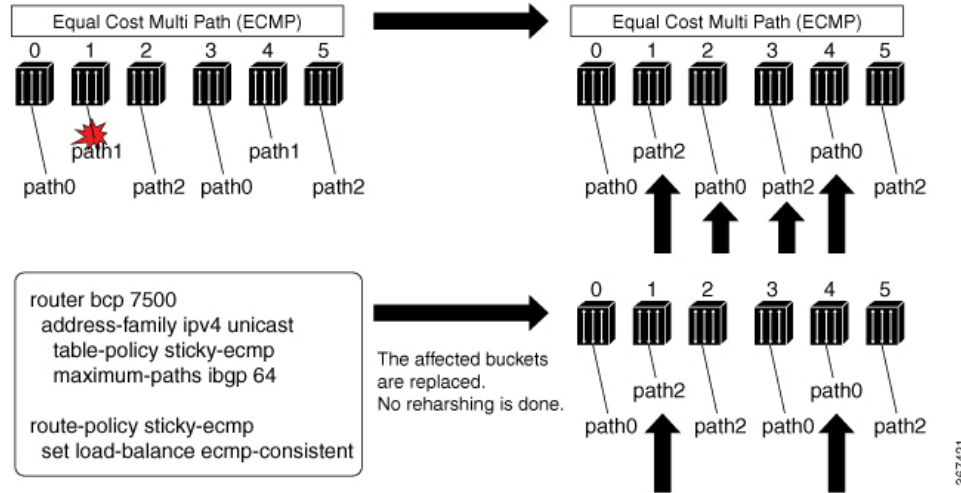 Equal Cost Multi Path (ECMP)
0 1 2 3 4 5
path1 path1
path0 path2 path0 path2
Equal Cost Multi Path (ECMP)
0 1 2 3 4 5
path2 path0
path0 path0 path2 path2
router bcp 7500
address-family ipv4 unicast
table-policy sticky-ecmp
maximum-paths ibgp 64
route-policy sticky-ecmp
set load-balance ecmp-consistent
The affected buckets
are replaced.
No reharshing is done.
0 1 2 3 4 5
path2 path0
path0 path2 path0 path2
367421